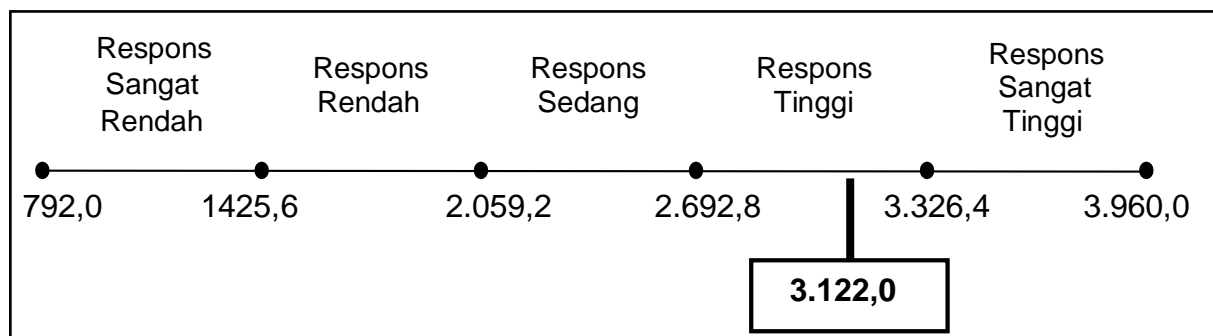 Respons
Sangat
Rendah
Respons
Rendah
Respons
Sedang
Respons
Tinggi
Respons
Sangat
Tinggi
792,0
1425,6
2.059,2
2.692,8
3.326,4
3.960,0
3.122,0